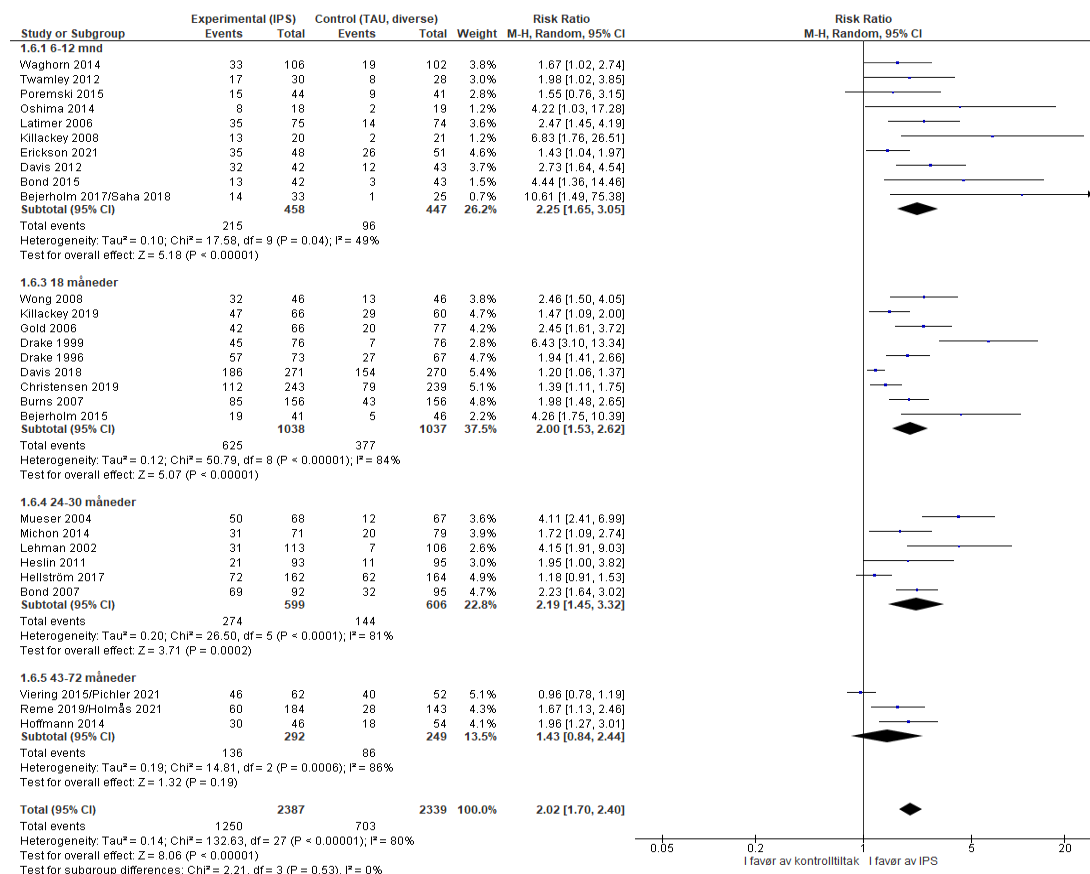 Experimental (IPS) Control (TAU, diverse) Risk Ratio Risk Ratio
Study or Subgroup Events Total Events Total Weight M-H, Random, 95% CI M-H, Random, 95% CI
1.6.1 6-12 mnd
Waghorn 2014 33 106 19 102 3.8% 1.67 [1.02, 2.74]
Twamley 2012 17 30 8 28 3.0% 1.98 [1.02, 3.85]
Poremski 2015 15 44 9 41 2.8% 1.55 [0.76, 3.15]
Oshima 2014 8 18 2 19 1.2% 4.22 [1.03, 17.28]
Latimer 2006 35 75 14 74 3.6% 2.47 [1.45, 4.19]
Killackey 2008 13 20 2 21 1.3% 6.83 [1.76, 26.51]
Erickson 2021 35 48 26 51 4.6% 1.43 [1.04, 1.97]
Davis 2012 32 42 12 43 3.7% 2.73 [1.64, 4.54]
Bond 2015 13 42 3 43 1.5% 4.44 [1.36, 14.46]
Bejerholm 2017/Saha 2018 14 33 1 25 0.7% 10.61 [1.49, 75.38]
Subtotal (95% CI) 458 447 26.2% 2.25 [1.65, 3.05]
Total events 215 96
Heterogeneity: Tau² = 0.10; Chi² = 17.58, df = 9 (P = 0.04); I² = 49%
Test for overall effect: Z = 5.18 (P < 0.00001)
1.6.3 18 måneder
Wong 2008 32 46 13 46 3.8% 2.46 [1.50, 4.05]
Killackey 2019 47 66 29 60 4.7% 1.47 [1.09, 2.00]
Gold 2006 42 66 20 77 4.2% 2.45 [1.61, 3.72]
Drake 1999 45 76 7 76 2.8% 6.43 [3.10, 13.34]
Drake 1996 57 73 27 67 4.7% 1.94 [1.41, 2.66]
Davis 2018 186 271 154 270 5.4% 1.20 [1.06, 1.37]
Christensen 2019 112 243 79 239 5.1% 1.39 [1.11, 1.75]
Burns 2007 85 156 43 156 4.8% 1.98 [1.48, 2.65]
Bejerholm 2015 19 41 5 46 2.2% 4.26 [1.75, 10.39]
Subtotal (95% CI) 1038 1037 37.5% 2.00 [1.53, 2.62]
Total events 625 377
Heterogeneity: Tau² = 0.12; Chi² = 50.79, df = 8 (P < 0.00001); I² = 84%
Test for overall effect: Z = 5.07 (P < 0.00001)
1.6.4 24-30 måneder
Mueser 2004 50 68 12 67 3.6% 4.11 [2.41, 6.99]
Michon 2014 31 71 20 79 3.9% 1.72 [1.09, 2.74]
Lehman 2002 31 113 7 106 2.6% 4.15 [1.91, 9.03]
Heslin 2011 21 93 11 95 3.0% 1.95 [1.00, 3.82]
Hellström 2017 72 162 62 164 4.9% 1.18 [0.91, 1.53]
Bond 2007 69 92 32 95 4.7% 2.23 [1.64, 3.02]
Subtotal (95% CI) 599 606 22.8% 2.19 [1.45, 3.32]
Total events 274 144
Heterogeneity: Tau² = 0.20; Chi² = 26.50, df = 5 (P < 0.0001); I² = 81%
Test for overall effect: Z = 3.71 (P = 0.0002)
1.6.5 43-72 måneder
Viering 2015/Pichler 2021 46 62 40 52 5.1% 0.96 [0.78, 1.19]
Reme 2019/Holmås 2021 60 184 28 143 4.3% 1.67 [1.13, 2.46]
Hoffmann 2014 30 46 18 54 4.1% 1.96 [1.27, 3.01]
Subtotal (95% CI) 292 249 13.5% 1.43 [0.84, 2.44]
Total events 136 86
Heterogeneity: Tau² = 0.19; Chi² = 14.81, df = 2 (P = 0.0006); I² = 86%
Test for overall effect: Z = 1.32 (P = 0.19)
Total (95% CI) 2387 2339 100.0% 2.02 [1.70, 2.40]
Total events 1250 703
Heterogeneity: Tau² = 0.14; Chi² = 132.63, df = 27 (P < 0.00001); I² = 80%
Test for overall effect: Z = 8.06 (P < 0.00001)
Test for subgroup differences: Chi² = 2.21, df = 3 (P = 0.53), I² = 0%
0.05 0.2 1 5 20
I favør av kontrolltiltak I favør av IPS